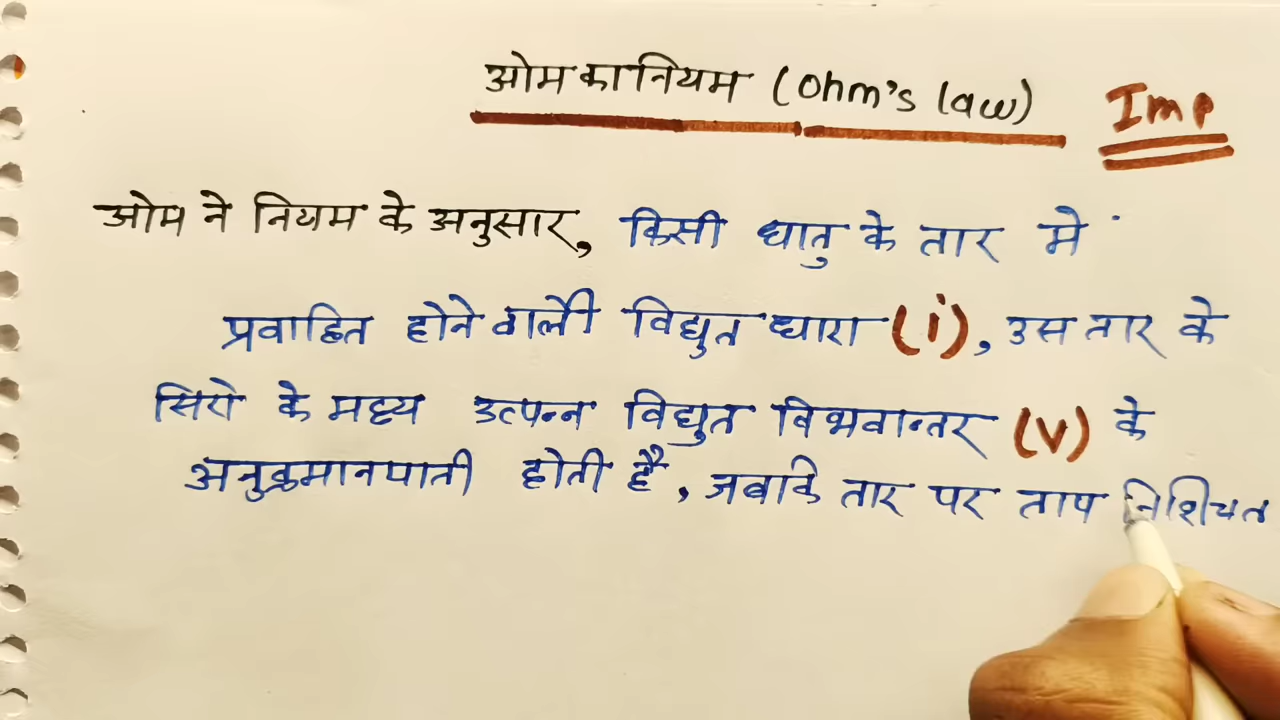 ओम का नियम (Ohm's law) Imp
ओम ने नियम के अनुसार, किसी धातु के तार में
प्रवाहित होने वाली विद्युत धारा (i), उस तार के
सिरो के मध्य उत्पन्न विद्युत विभवान्तर (v) के
अनुक्रमानपाती होती है, जबकि तार पर ताप निश्चित